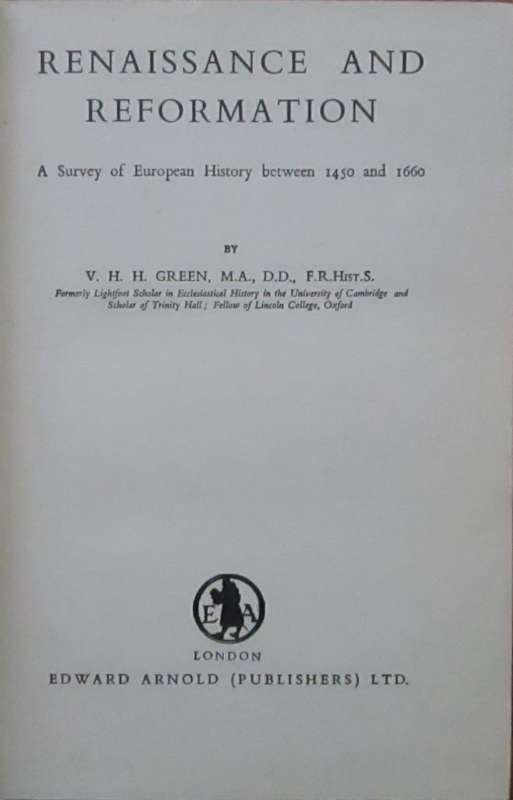 RENAISSANCE AND
REFORMATION
A Survey of European History between 1450 and 1660
BY
V. H. H. GREEN, M.A., D.D., F.R.HIST.S.
Formerly Lightfoot Scholar in Ecclesiastical History in the University of Cambridge and
Scholar of Trinity Hall; Fellow of Lincoln College, Oxford
E A
LONDON
EDWARD ARNOLD (PUBLISHERS) LTD.